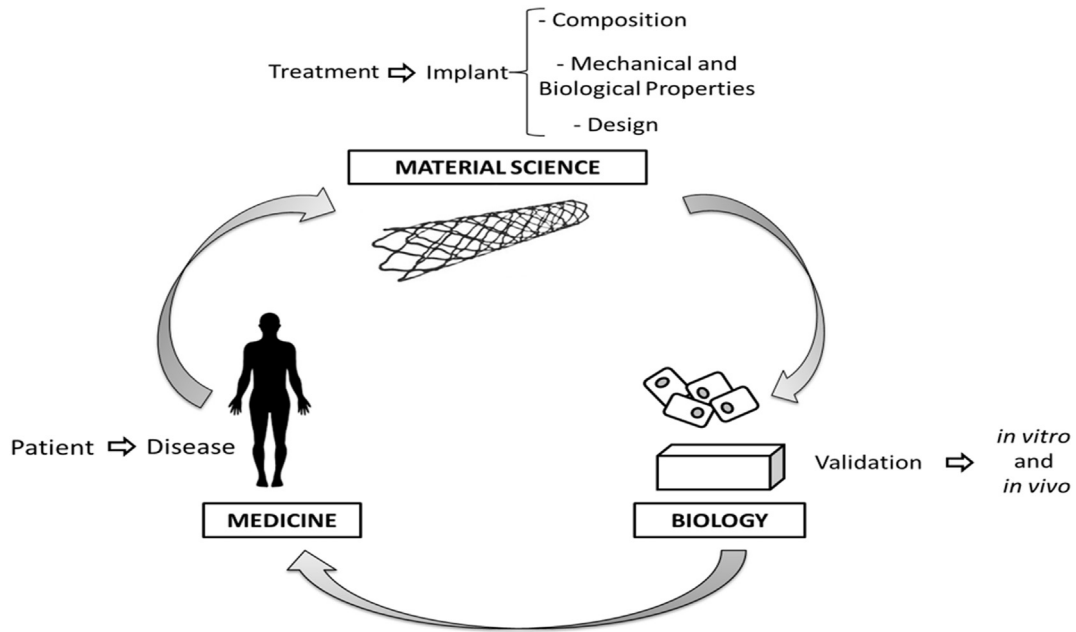 - Composition
Treatment ⇨ Implant
- Mechanical and
Biological Properties
- Design
MATERIAL SCIENCE
Patient ⇨ Disease
Validation ⇨
in vitro
and
in vivo
MEDICINE
BIOLOGY